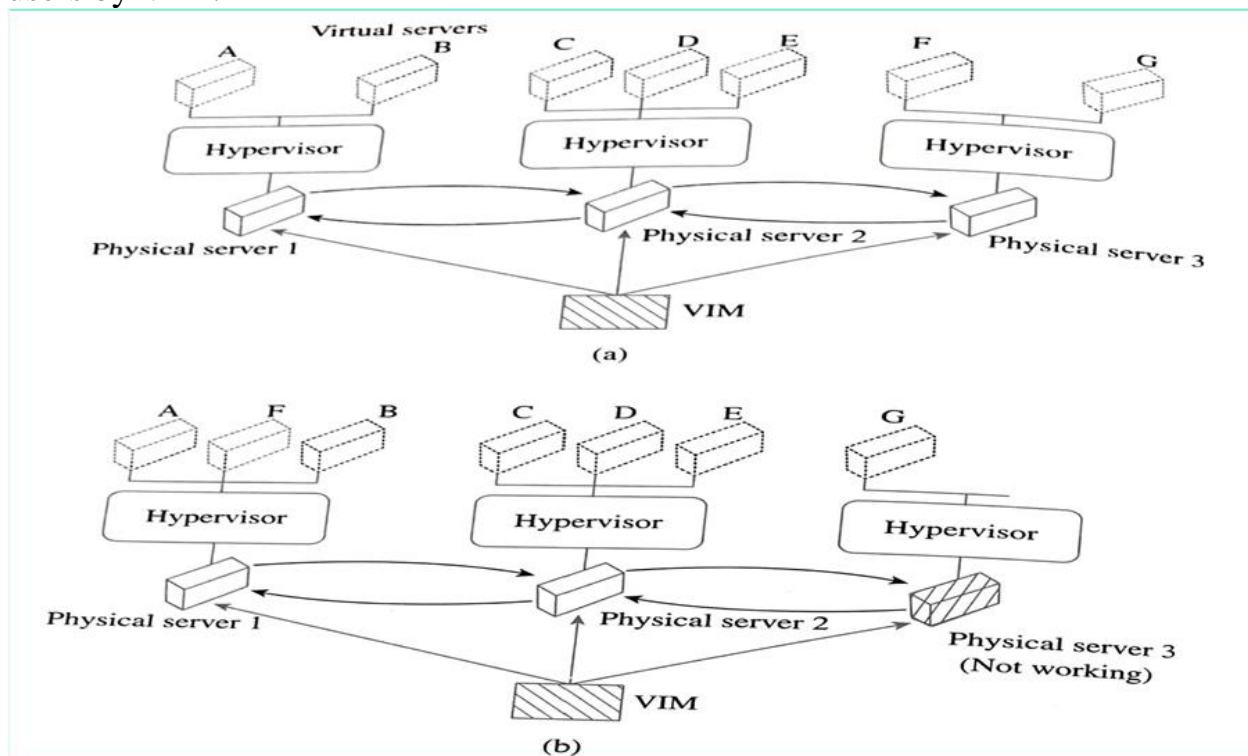 Virtual servers
A B C D E F G
Hypervisor Hypervisor Hypervisor
Physical server 1 Physical server 2 Physical server 3
VIM
(a)
A F B C D E G
Hypervisor Hypervisor Hypervisor
Physical server 1 Physical server 2 Physical server 3
(Not working)
VIM
(b)